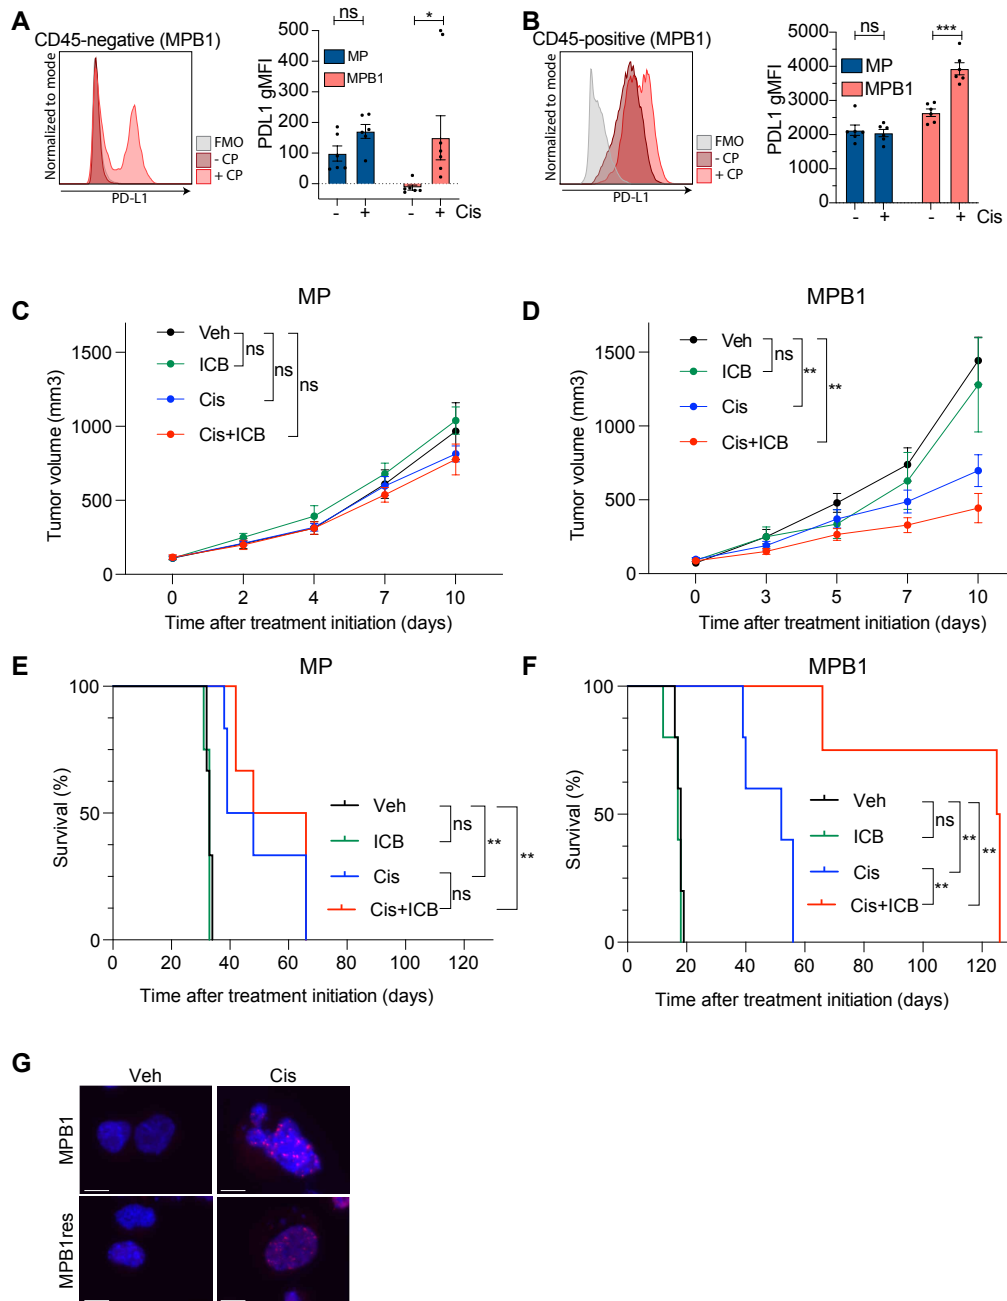 A
CD45-negative (MPB1)
Normalized to mode
PD-L1
FMO
- CP
+ CP
PDL1 gMFI
500
400
300
200
100
0
ns
*
MP
MPB1
- + - + Cis
B
CD45-positive (MPB1)
Normalized to mode
PD-L1
FMO
- CP
+ CP
PDL1 gMFI
5000
4000
3000
2000
1000
0
ns
***
MP
MPB1
- + - + Cis
C
MP
Tumor volume (mm3)
1500
1000
500
0
Veh
ICB
Cis
Cis+ICB
ns
ns
ns
0 2 4 7 10
Time after treatment initiation (days)
D
MPB1
Tumor volume (mm3)
1500
1000
500
0
Veh
ICB
Cis
Cis+ICB
ns
**
**
0 3 5 7 10
Time after treatment initiation (days)
E
MP
Survival (%)
100
50
0
Veh
ICB
Cis
Cis+ICB
ns
**
**
ns
0 20 40 60 80 100 120
Time after treatment initiation (days)
F
MPB1
Survival (%)
100
50
0
Veh
ICB
Cis
Cis+ICB
ns
**
**
**
0 20 40 60 80 100 120
Time after treatment initiation (days)
G
Veh Cis
MPB1
MPB1res